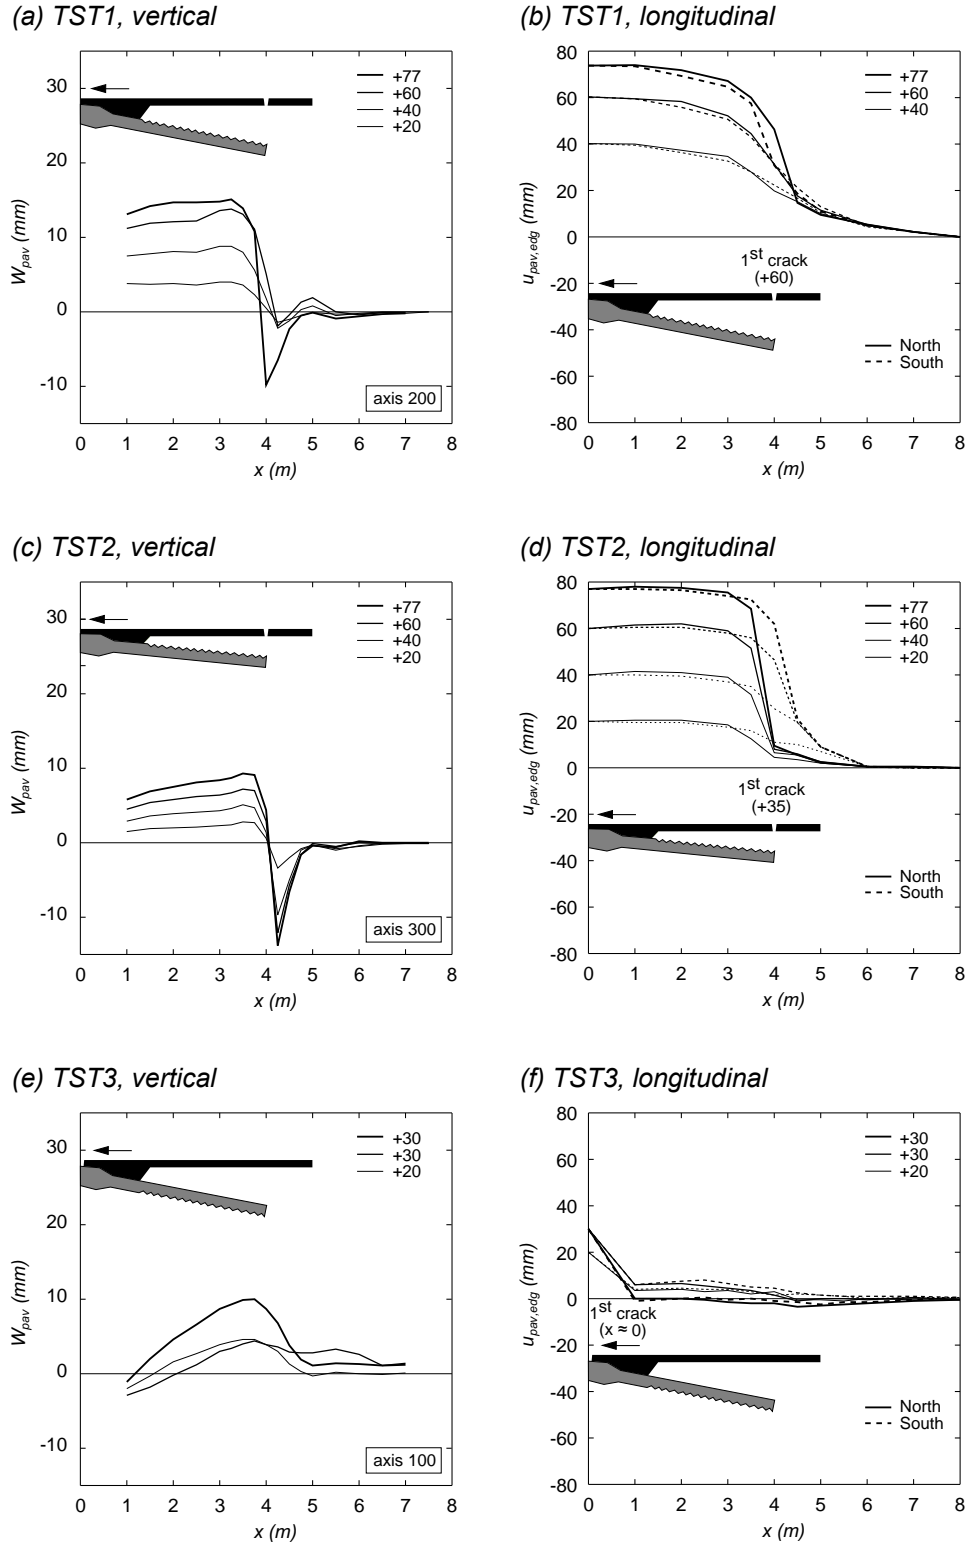 (a) TST1, vertical
30
20
10
0
-10
W_pav (mm)
+77
+60
+40
+20
axis 200
0 1 2 3 4 5 6 7 8
x (m)
(b) TST1, longitudinal
80
60
40
20
0
-20
-40
-60
-80
u_pav,edg (mm)
+77
+60
+40
1st crack
(+60)
North
South
0 1 2 3 4 5 6 7 8
x (m)
(c) TST2, vertical
30
20
10
0
-10
W_pav (mm)
+77
+60
+40
+20
axis 300
0 1 2 3 4 5 6 7 8
x (m)
(d) TST2, longitudinal
80
60
40
20
0
-20
-40
-60
-80
u_pav,edg (mm)
+77
+60
+40
+20
1st crack
(+35)
North
South
0 1 2 3 4 5 6 7 8
x (m)
(e) TST3, vertical
30
20
10
0
-10
W_pav (mm)
+30
+30
+20
axis 100
0 1 2 3 4 5 6 7 8
x (m)
(f) TST3, longitudinal
80
60
40
20
0
-20
-40
-60
-80
u_pav,edg (mm)
+30
+30
+20
1st crack
(x ≈ 0)
North
South
0 1 2 3 4 5 6 7 8
x (m)